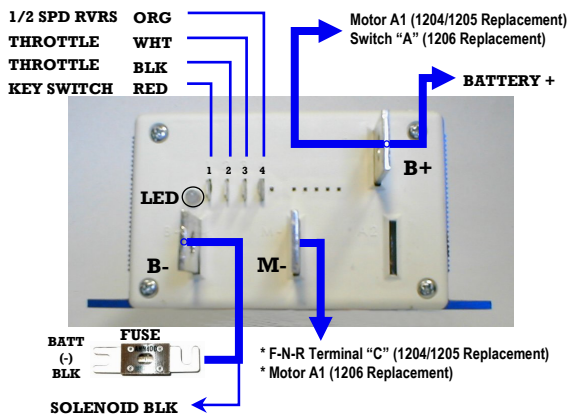 1/2 SPD RVRS ORG
THROTTLE WHT
THROTTLE BLK
KEY SWITCH RED
Motor A1 (1204/1205 Replacement)
Switch “A” (1206 Replacement)
BATTERY +
1 2 3 4
B+
LED
B-
M-
FUSE
BATT
(-)
BLK
* F-N-R Terminal “C” (1204/1205 Replacement)
* Motor A1 (1206 Replacement)
SOLENOID BLK